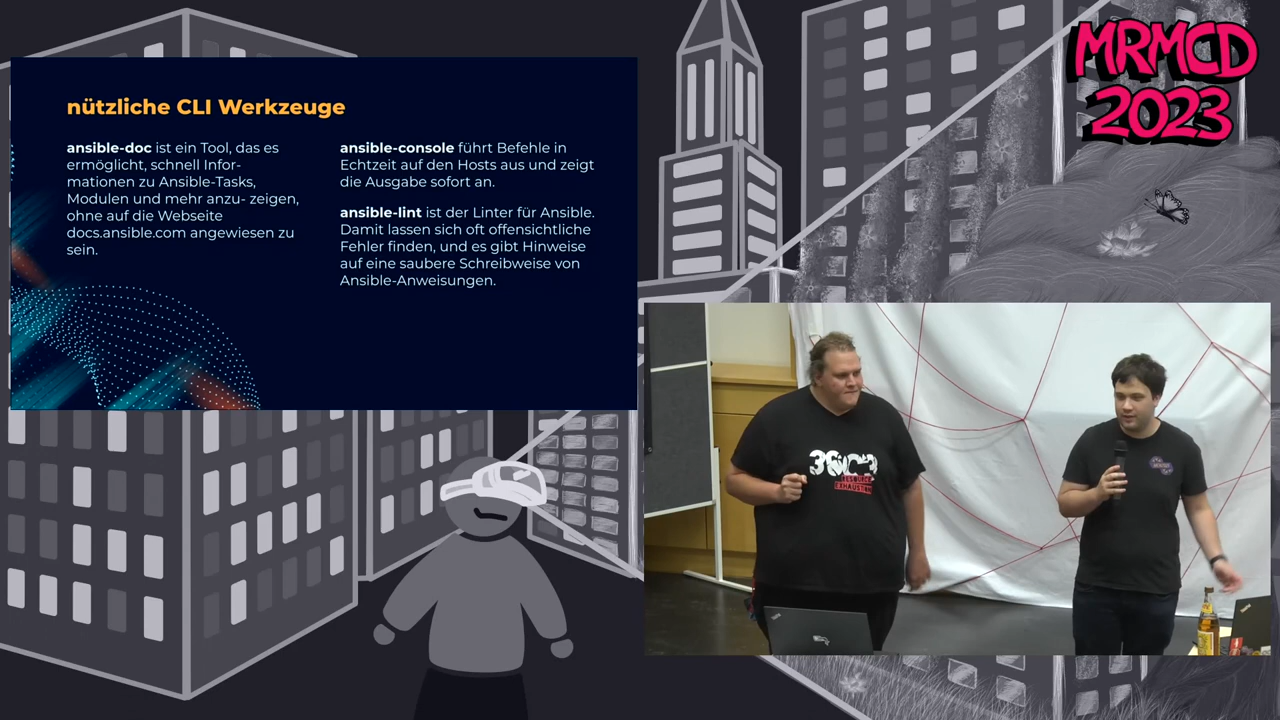 nützliche CLI Werkzeuge
ansible-doc ist ein Tool, das es
ermöglicht, schnell Infor-
mationen zu Ansible-Tasks,
Modulen und mehr anzu- zeigen,
ohne auf die Webseite
docs.ansible.com angewiesen zu
sein.
ansible-console führt Befehle in
Echtzeit auf den Hosts aus und zeigt
die Ausgabe sofort an.
ansible-lint ist der Linter für Ansible.
Damit lassen sich oft offensichtliche
Fehler finden, und es gibt Hinweise
auf eine saubere Schreibweise von
Ansible-Anweisungen.
MRMCD
2023